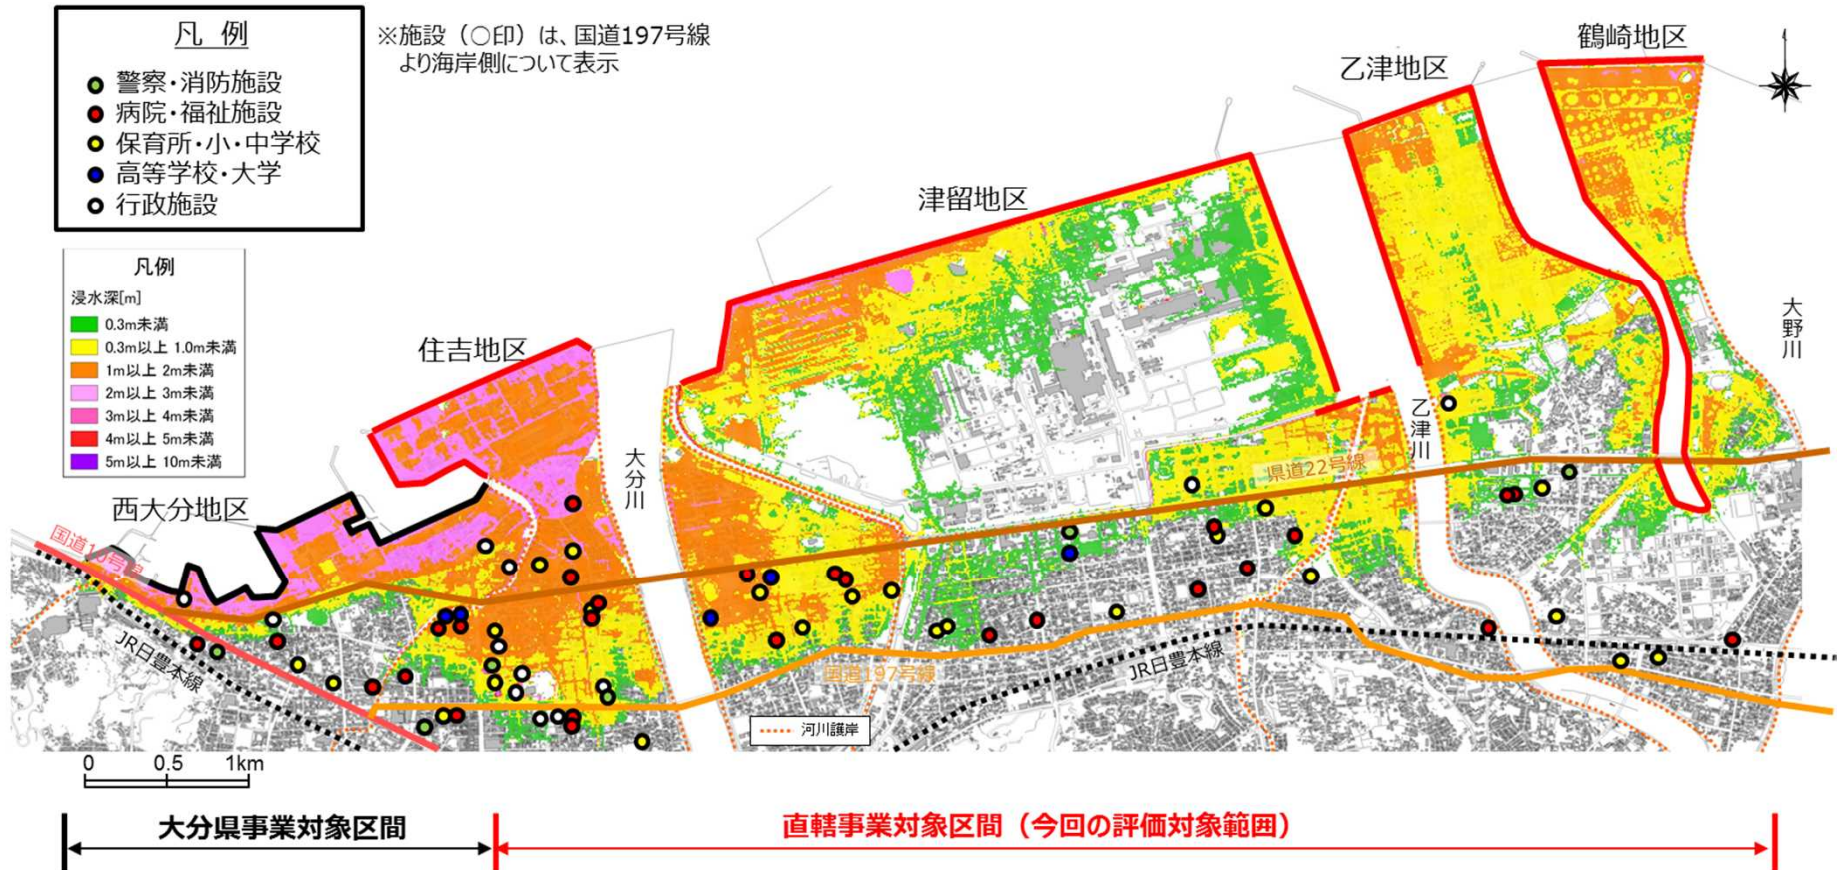 凡 例
警察・消防施設
病院・福祉施設
保育所・小・中学校
高等学校・大学
行政施設
※施設（○印）は、国道197号線
より海岸側について表示
凡例
浸水深[m]
0.3m未満
0.3m以上 1.0m未満
1m以上 2m未満
2m以上 3m未満
3m以上 4m未満
4m以上 5m未満
5m以上 10m未満
鶴崎地区
乙津地区
津留地区
住吉地区
西大分地区
大野川
乙津川
大分川
県道22号線
国道10号線
国道197号線
JR日豊本線
JR日豊本線
河川護岸
0 0.5 1km
大分県事業対象区間
直轄事業対象区間（今回の評価対象範囲）